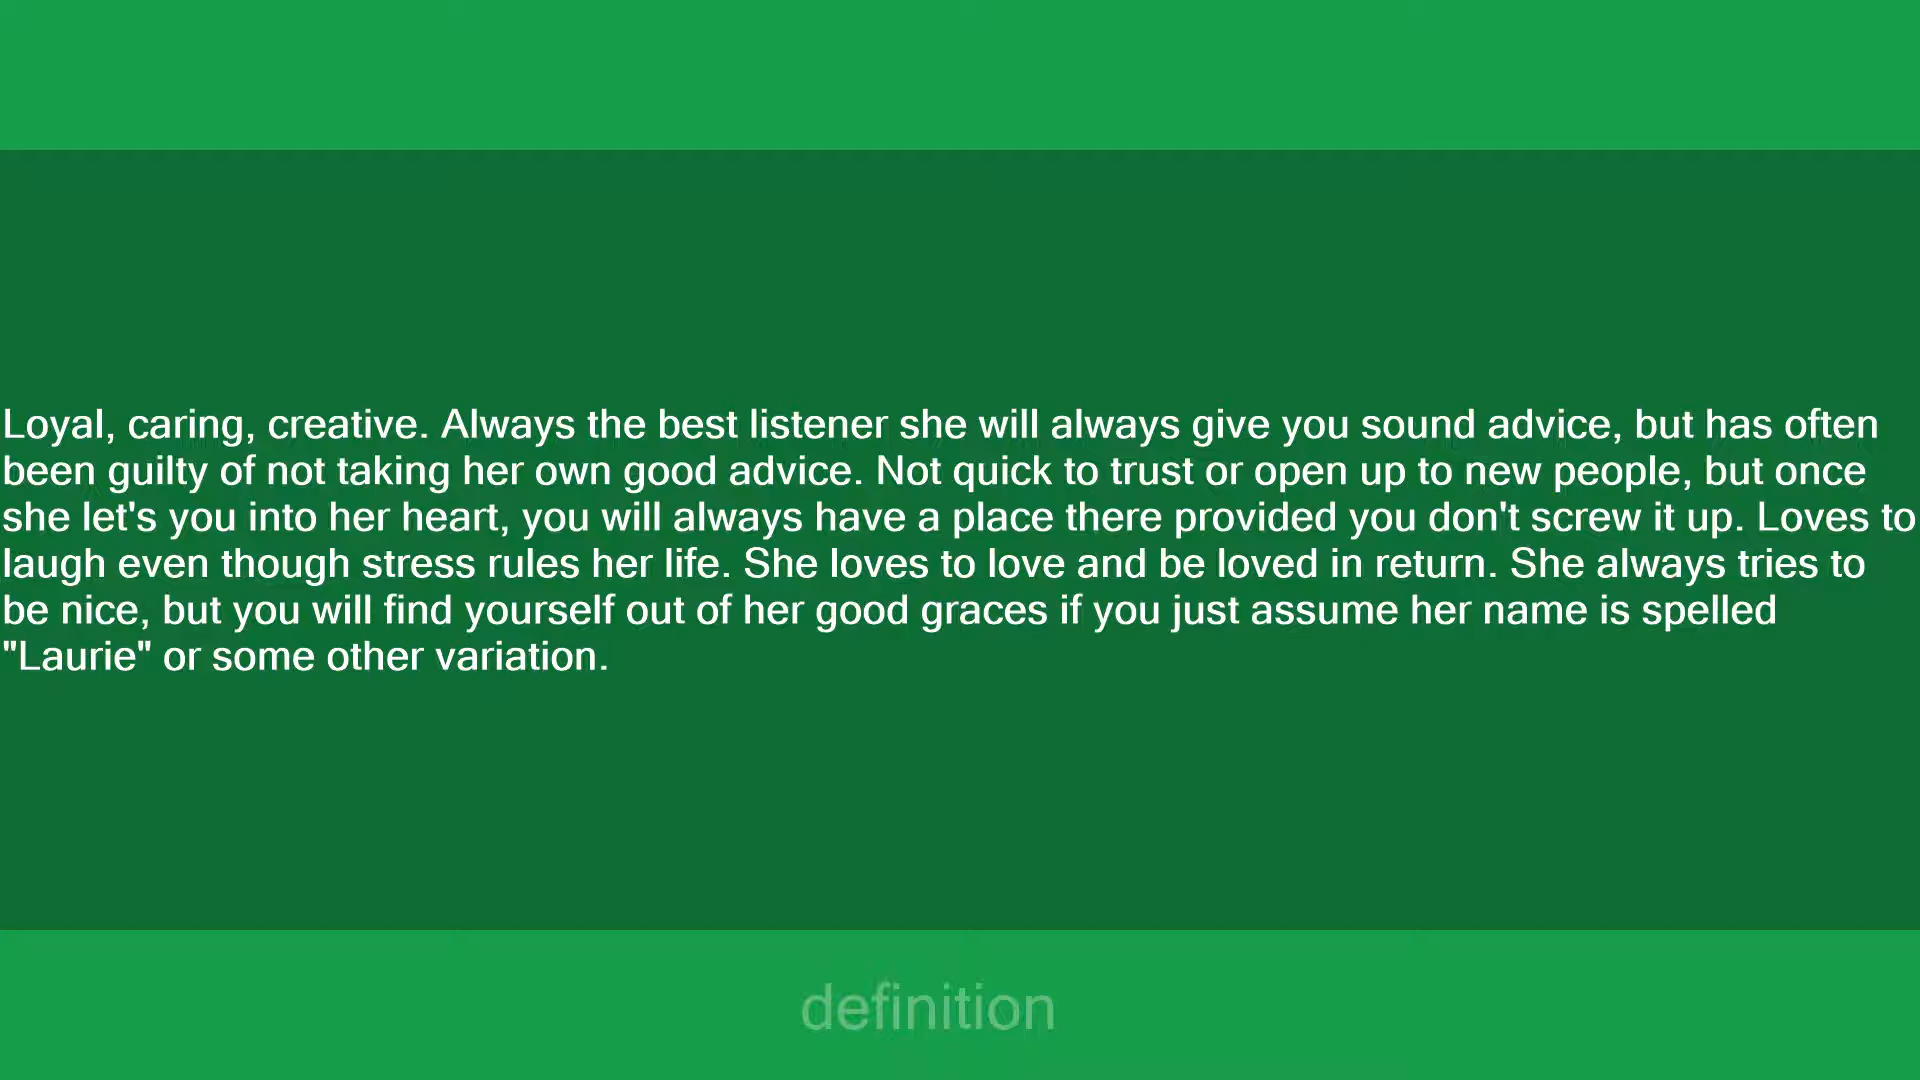 Loyal, caring, creative. Always the best listener she will always give you sound advice, but has often
been guilty of not taking her own good advice. Not quick to trust or open up to new people, but once
she let's you into her heart, you will always have a place there provided you don't screw it up. Loves to
laugh even though stress rules her life. She loves to love and be loved in return. She always tries to
be nice, but you will find yourself out of her good graces if you just assume her name is spelled
"Laurie" or some other variation.
definition